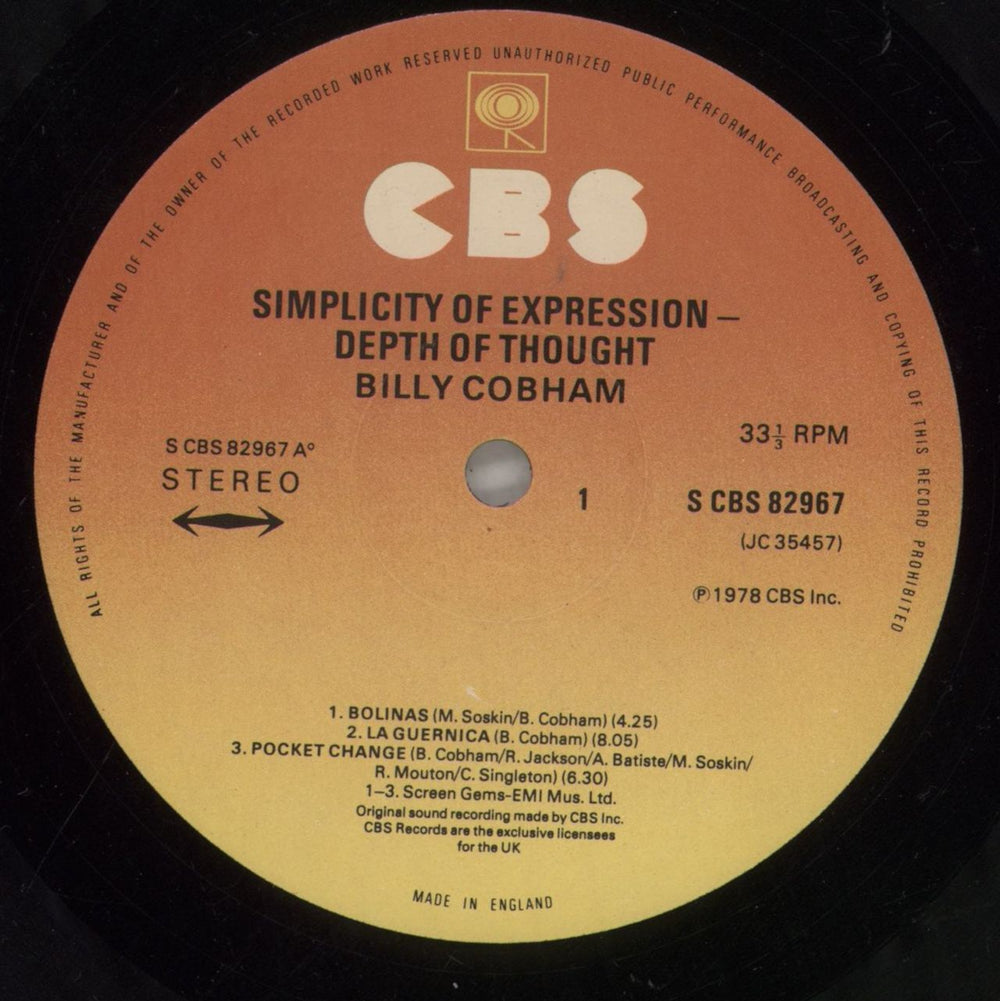 ALL RIGHTS OF THE MANUFACTURER AND OF THE OWNER OF THE RECORDED WORK RESERVED UNAUTHORIZED PUBLIC PERFORMANCE BROADCASTING AND COPYING OF THIS RECORD PROHIBITED
CBS
SIMPLICITY OF EXPRESSION –
DEPTH OF THOUGHT
BILLY COBHAM
S CBS 82967 A°
STEREO
33⅓ RPM
1
S CBS 82967
(JC 35457)
℗ 1978 CBS Inc.
1. BOLINAS (M. Soskin/B. Cobham) (4.25)
2. LA GUERNICA (B. Cobham) (8.05)
3. POCKET CHANGE (B. Cobham/R. Jackson/A. Batiste/M. Soskin/
R. Mouton/C. Singleton) (6.30)
1–3. Screen Gems-EMI Mus. Ltd.
Original sound recording made by CBS Inc.
CBS Records are the exclusive licensees
for the UK
MADE IN ENGLAND